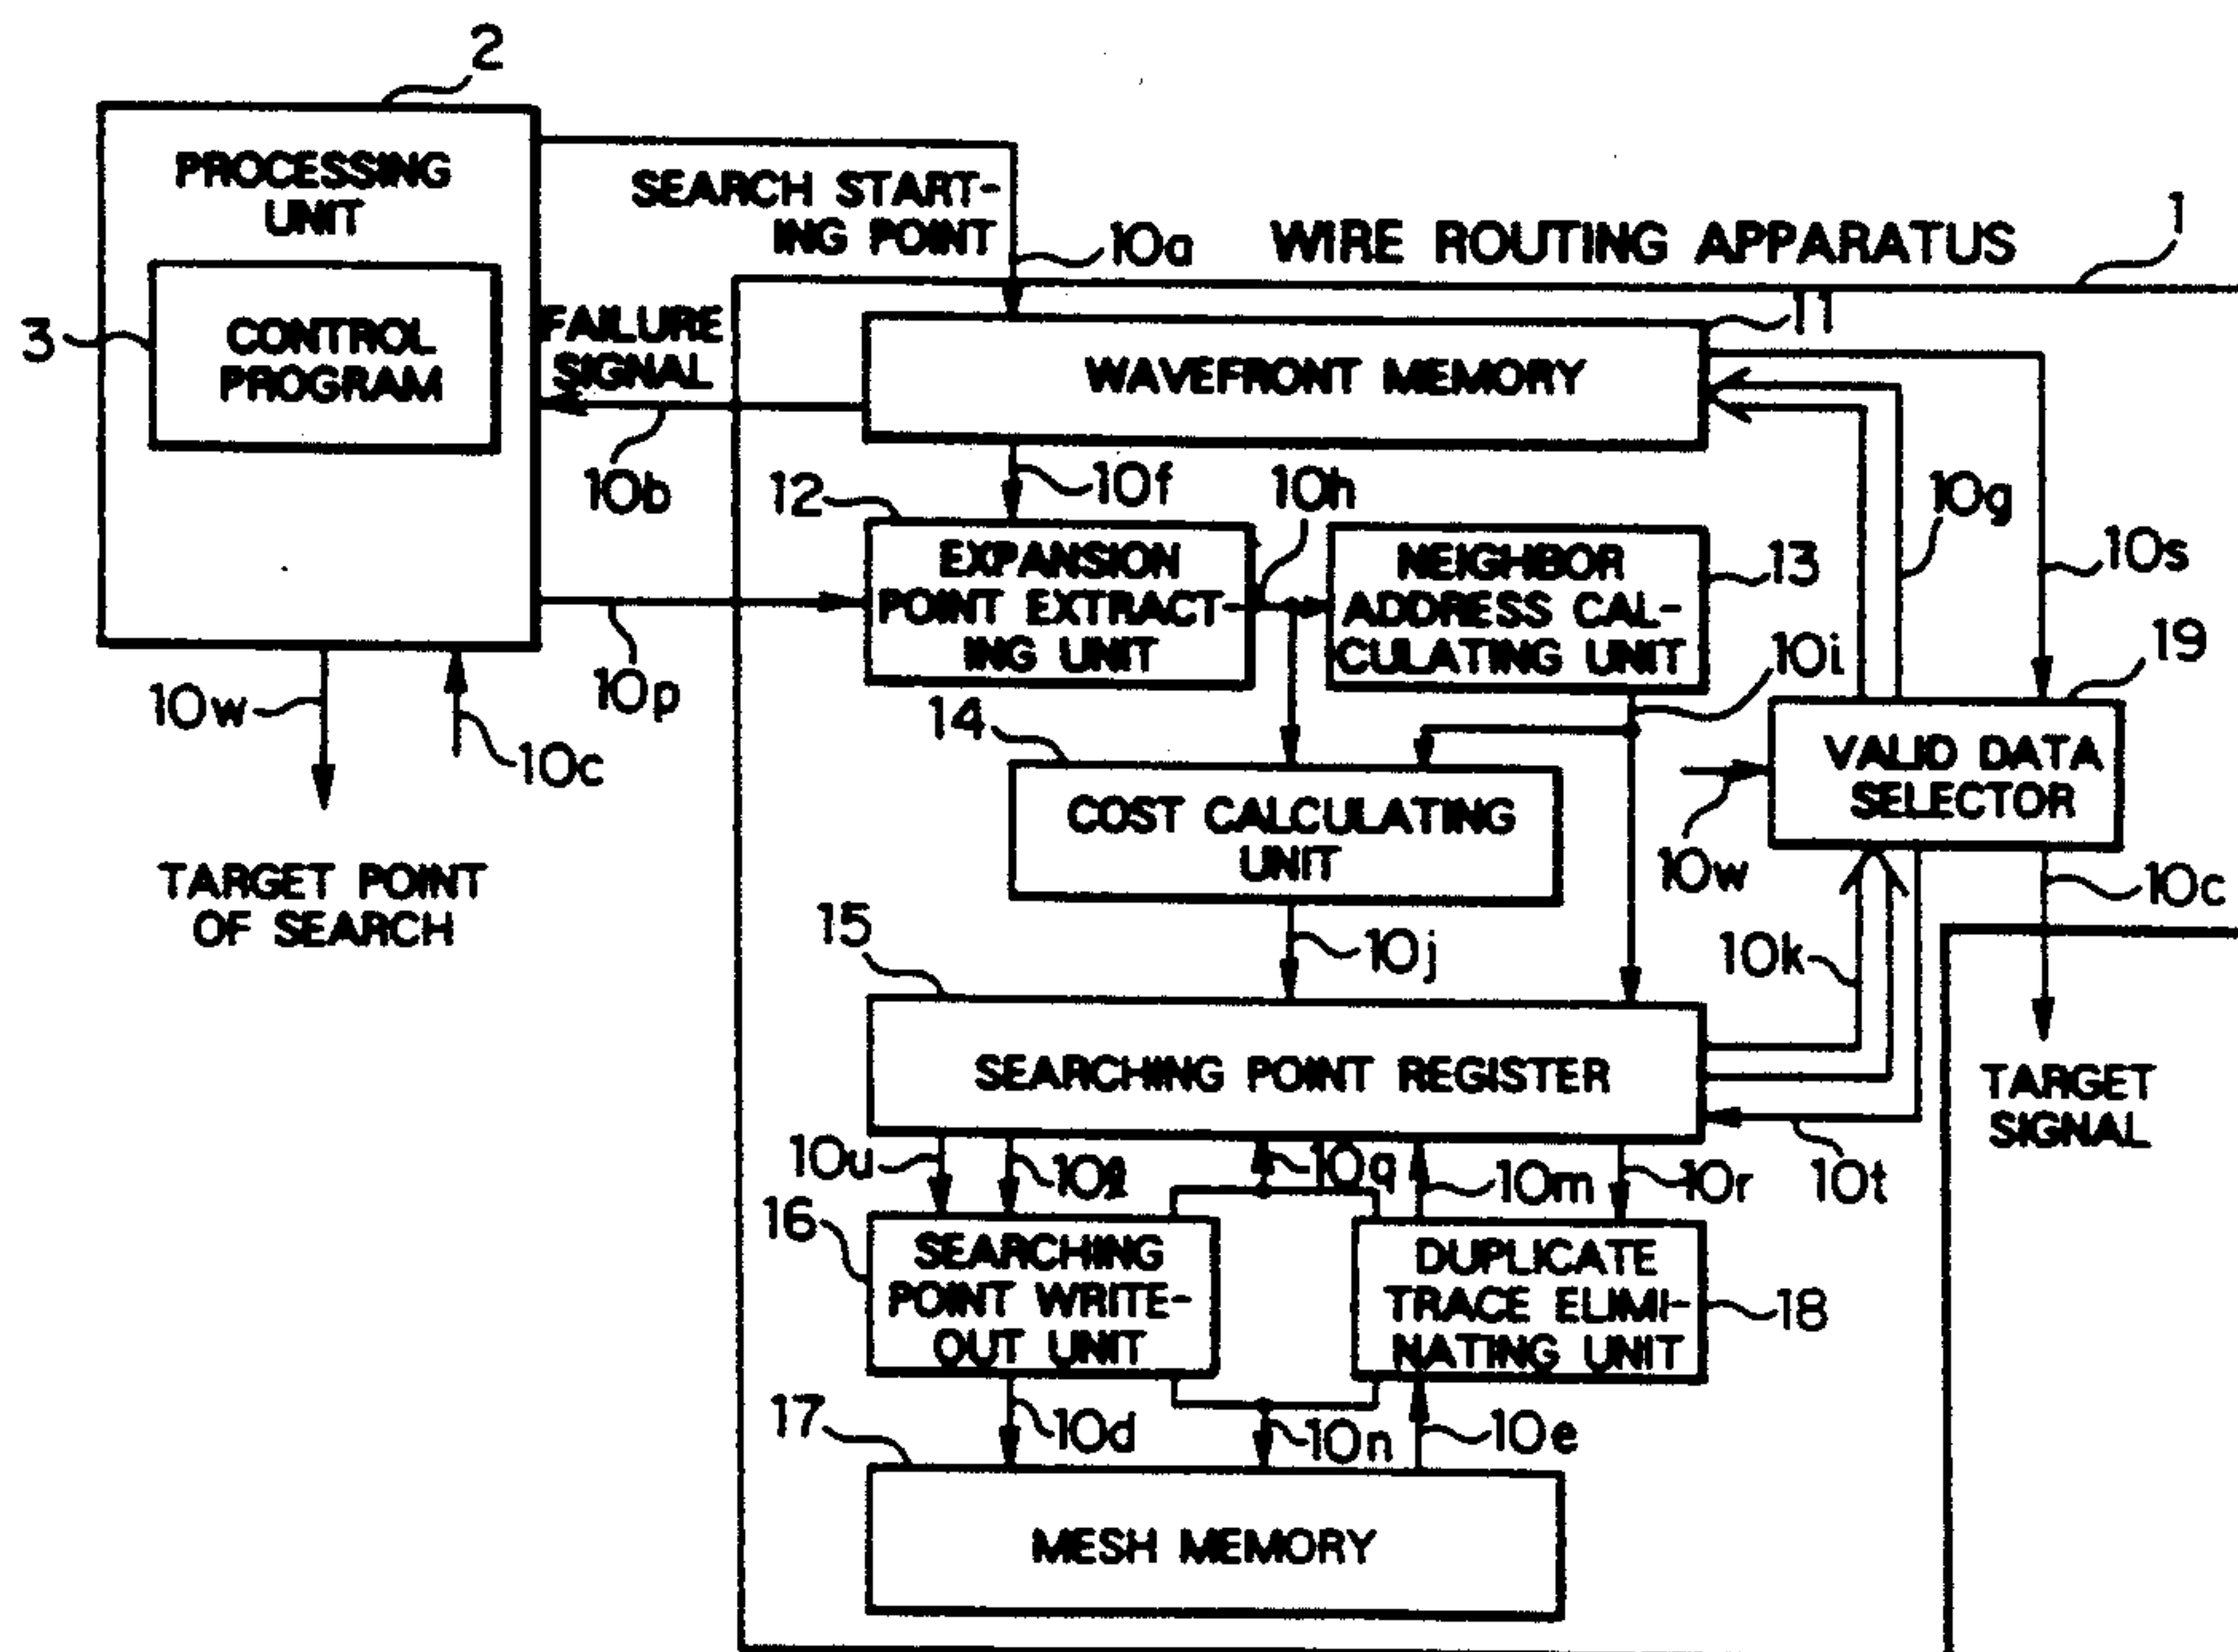 2
PROCESSING
UNIT
3
CONTROL
PROGRAM
SEARCH START-
ING POINT
10a
WIRE ROUTING APPARATUS
1
FAILURE
SIGNAL
10b
WAVEFRONT MEMORY
11
10f
10h
10g
10s
12
EXPANSION
POINT EXTRACT-
ING UNIT
NEIGHBOR
ADDRESS CAL-
CULATING UNIT
13
10p
10w
10c
TARGET POINT
OF SEARCH
10i
19
VALID DATA
SELECTOR
10w
10c
14
COST CALCULATING
UNIT
10j
10k
15
SEARCHING POINT REGISTER
TARGET
SIGNAL
10u
10ℓ
10q
10m
10r
10t
16
SEARCHING
POINT WRITE-
OUT UNIT
DUPLICATE
TRACE ELIMI-
NATING UNIT
18
17
10d
10n
10e
MESH MEMORY